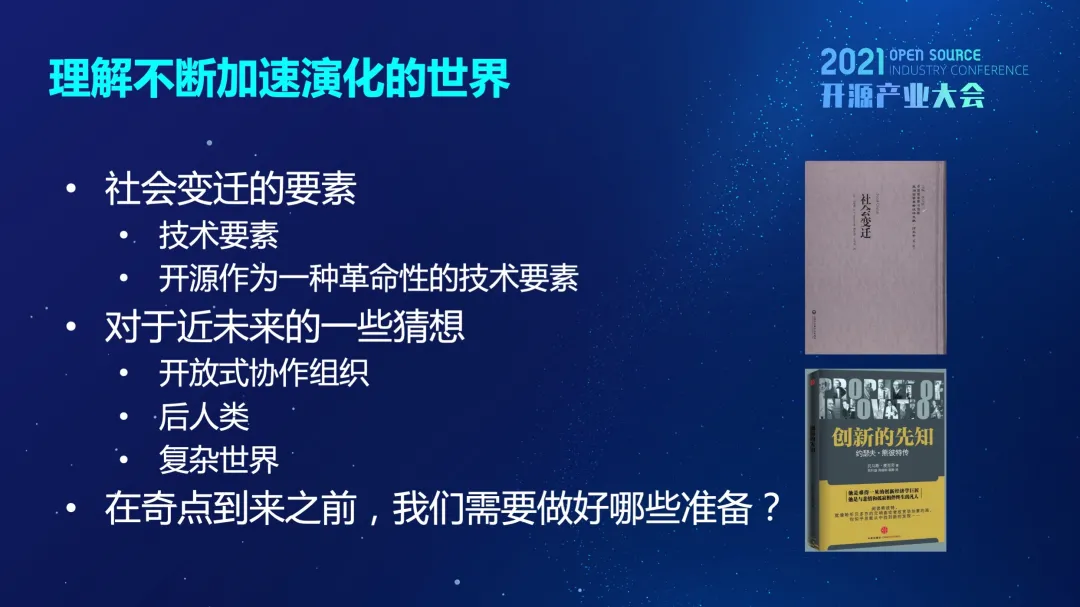 理解不断加速演化的世界
2021 OPEN SOURCE
INDUSTRY CONFERENCE
开源产业大会
• 社会变迁的要素
• 技术要素
• 开源作为一种革命性的技术要素
• 对于近未来的一些猜想
• 开放式协作组织
• 后人类
• 复杂世界
• 在奇点到来之前，我们需要做好哪些准备？
社会变迁
PROPHET OF
INNOVATION
创新的先知
约瑟夫·熊彼特传